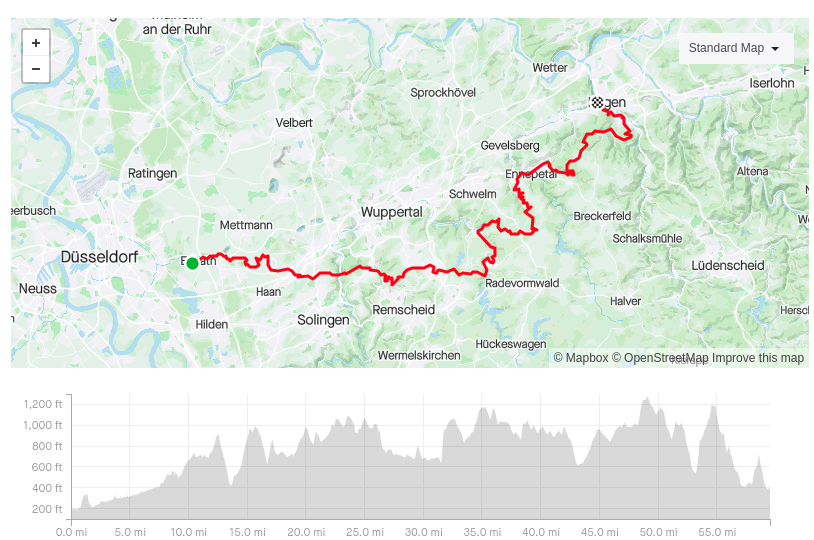 an der Ruhr
+
−
Standard Map
Wetter
Iserlohn
Sprockhövel
Velbert
Gevelsberg
Ratingen
Ennepetal
Altena
Schwelm
Wuppertal
Breckerfeld
Mettmann
Schalksmühle
Düsseldorf
Lüdenscheid
Neuss
Haan
Radevormwald
Halver
Remscheid
Solingen
Hilden
Hückeswagen
Wermelskirchen
© Mapbox © OpenStreetMap Improve this map
1,200 ft
1,000 ft
800 ft
600 ft
400 ft
200 ft
0.0 mi 5.0 mi 10.0 mi 15.0 mi 20.0 mi 25.0 mi 30.0 mi 35.0 mi 40.0 mi 45.0 mi 50.0 mi 55.0 mi